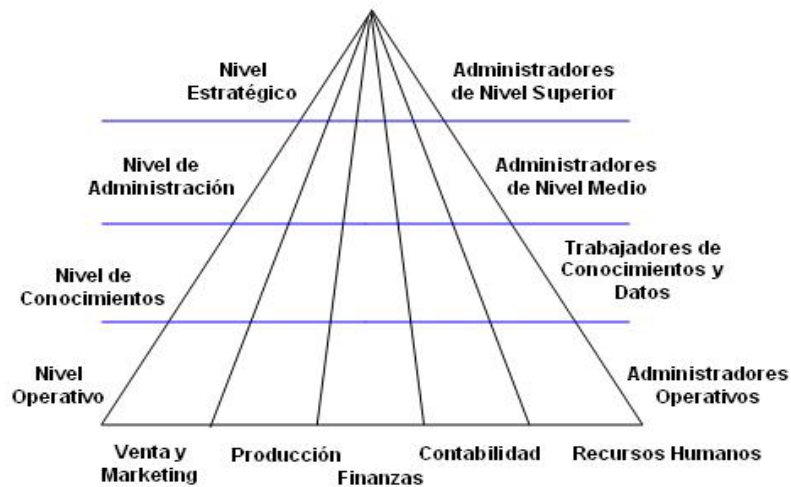 Nivel
Estratégico
Administradores
de Nivel Superior
Nivel de
Administración
Administradores
de Nivel Medio
Nivel de
Conocimientos
Trabajadores de
Conocimientos y
Datos
Nivel
Operativo
Administradores
Operativos
Venta y
Marketing
Producción
Finanzas
Contabilidad
Recursos Humanos